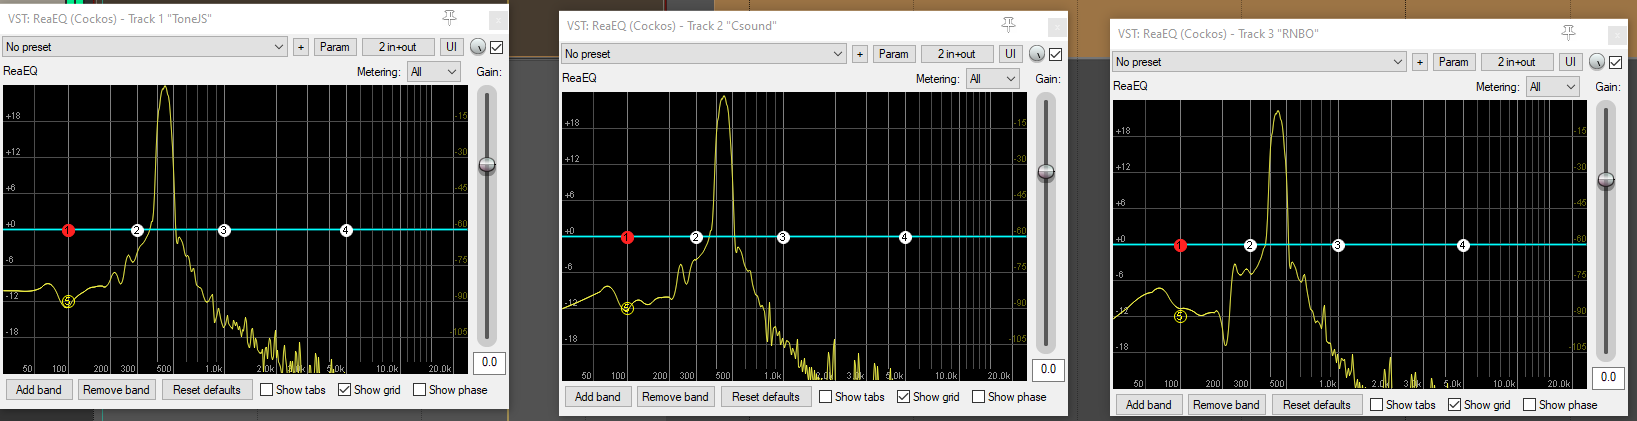 VST: ReaEQ (Cockos) - Track 1 "ToneJS"
No preset
+
Param
2 in+out
UI
ReaEQ
Metering:
All
Gain:
+18
+12
+6
+0
-6
-12
-18
-15
-30
-45
-60
-75
-90
-105
1
2
3
4
5
50
100
200
300
500
1.0k
2.0k
3.0k
5.0k
10.0k
20.0k
0.0
Add band
Remove band
Reset defaults
Show tabs
Show grid
Show phase
VST: ReaEQ (Cockos) - Track 2 "Csound"
No preset
+
Param
2 in+out
UI
ReaEQ
Metering:
All
Gain:
+18
+12
+6
+0
-6
-12
-18
-15
-30
-45
-60
-75
-90
-105
1
2
3
4
5
50
100
200
300
500
1.0k
2.0k
3.0k
5.0k
10.0k
20.0k
0.0
Add band
Remove band
Reset defaults
Show tabs
Show grid
Show phase
VST: ReaEQ (Cockos) - Track 3 "RNBO"
No preset
+
Param
2 in+out
UI
ReaEQ
Metering:
All
Gain:
+18
+12
+6
+0
-6
-12
-18
-15
-30
-45
-60
-75
-90
-105
1
2
3
4
5
50
100
200
300
500
1.0k
2.0k
3.0k
5.0k
10.0k
20.0k
0.0
Add band
Remove band
Reset defaults
Show tabs
Show grid
Show phase